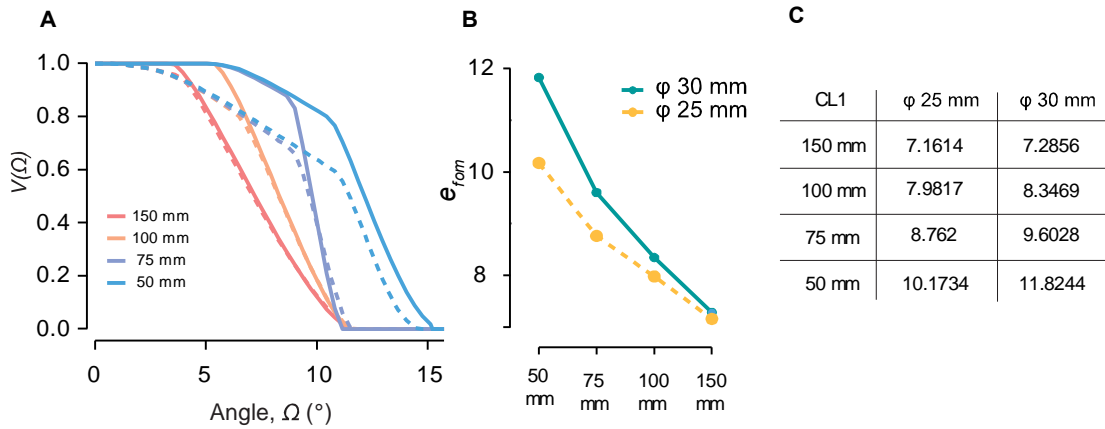 A
1.0
0.8
0.6
0.4
0.2
0.0
V(Ω)
150 mm
100 mm
75 mm
50 mm
0
5
10
15
Angle, Ω (°)
B
12
10
8
e_fom
φ 30 mm
φ 25 mm
50 mm
75 mm
100 mm
150 mm
C
CL1 φ 25 mm φ 30 mm
150 mm 7.1614 7.2856
100 mm 7.9817 8.3469
75 mm 8.762 9.6028
50 mm 10.1734 11.8244